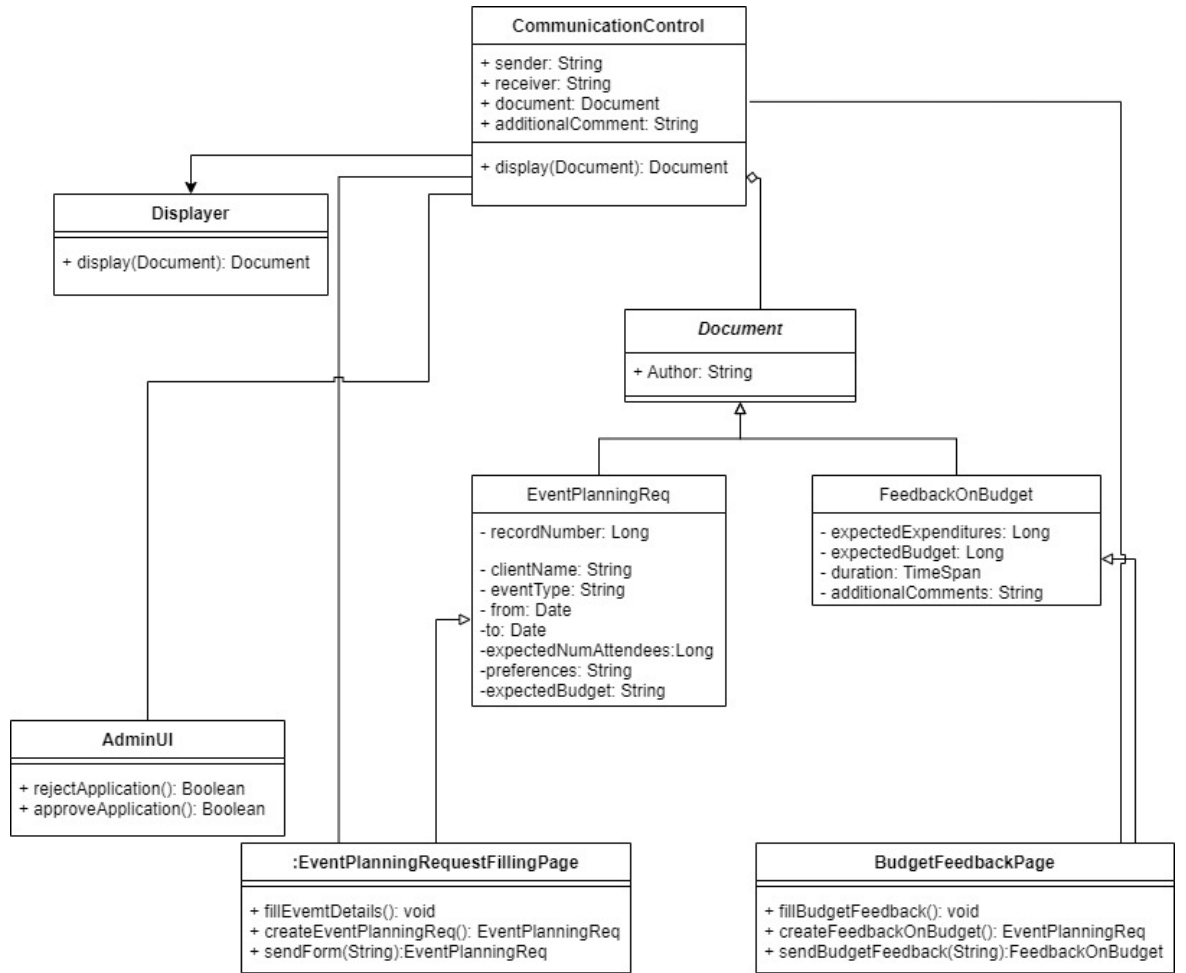 CommunicationControl
+ sender: String
+ receiver: String
+ document: Document
+ additionalComment: String
+ display(Document): Document
Displayer
+ display(Document): Document
Document
+ Author: String
EventPlanningReq
- recordNumber: Long
- clientName: String
- eventType: String
- from: Date
-to: Date
-expectedNumAttendees:Long
-preferences: String
-expectedBudget: String
FeedbackOnBudget
- expectedExpenditures: Long
- expectedBudget: Long
- duration: TimeSpan
- additionalComments: String
AdminUI
+ rejectApplication(): Boolean
+ approveApplication(): Boolean
:EventPlanningRequestFillingPage
+ fillEvemtDetails(): void
+ createEventPlanningReq(): EventPlanningReq
+ sendForm(String):EventPlanningReq
BudgetFeedbackPage
+ fillBudgetFeedback(): void
+ createFeedbackOnBudget(): EventPlanningReq
+ sendBudgetFeedback(String):FeedbackOnBudget